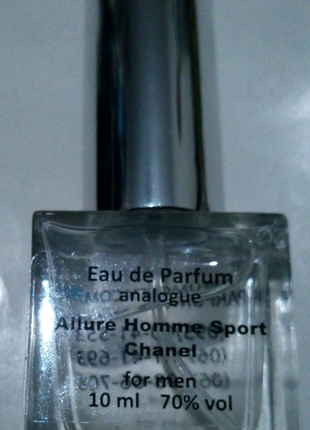 Eau de Parfum
analogue
Allure Homme Sport
Chanel
for men
10 ml 70% vol